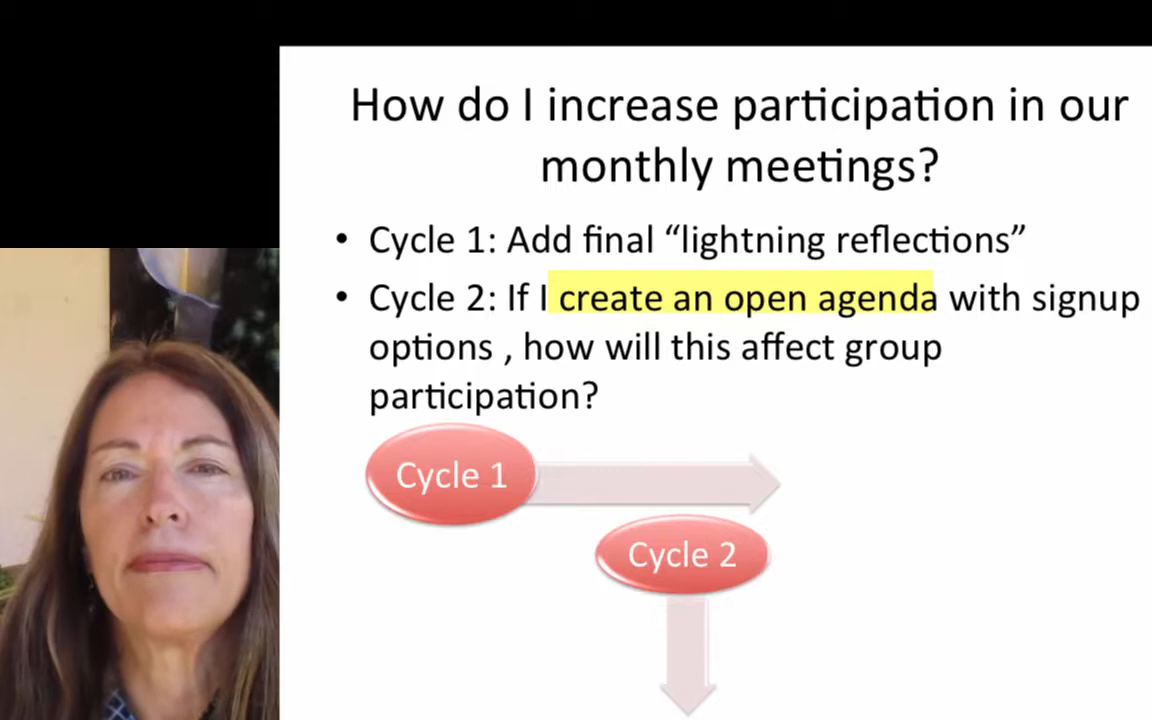 How do I increase participation in our
monthly meetings?
• Cycle 1: Add final “lightning reflections”
• Cycle 2: If I create an open agenda with signup
options , how will this affect group
participation?
Cycle 1
Cycle 2